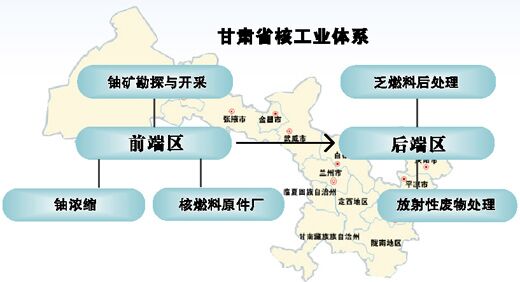 甘肃省核工业体系
铀矿勘探与开采
乏燃料后处理
张掖市
金昌市
武威市
前端区
后端区
兰州市
平凉市
临夏回族自治州
定西地区
铀浓缩
核燃料原件厂
放射性废物处理
甘南藏族自治州
陇南地区